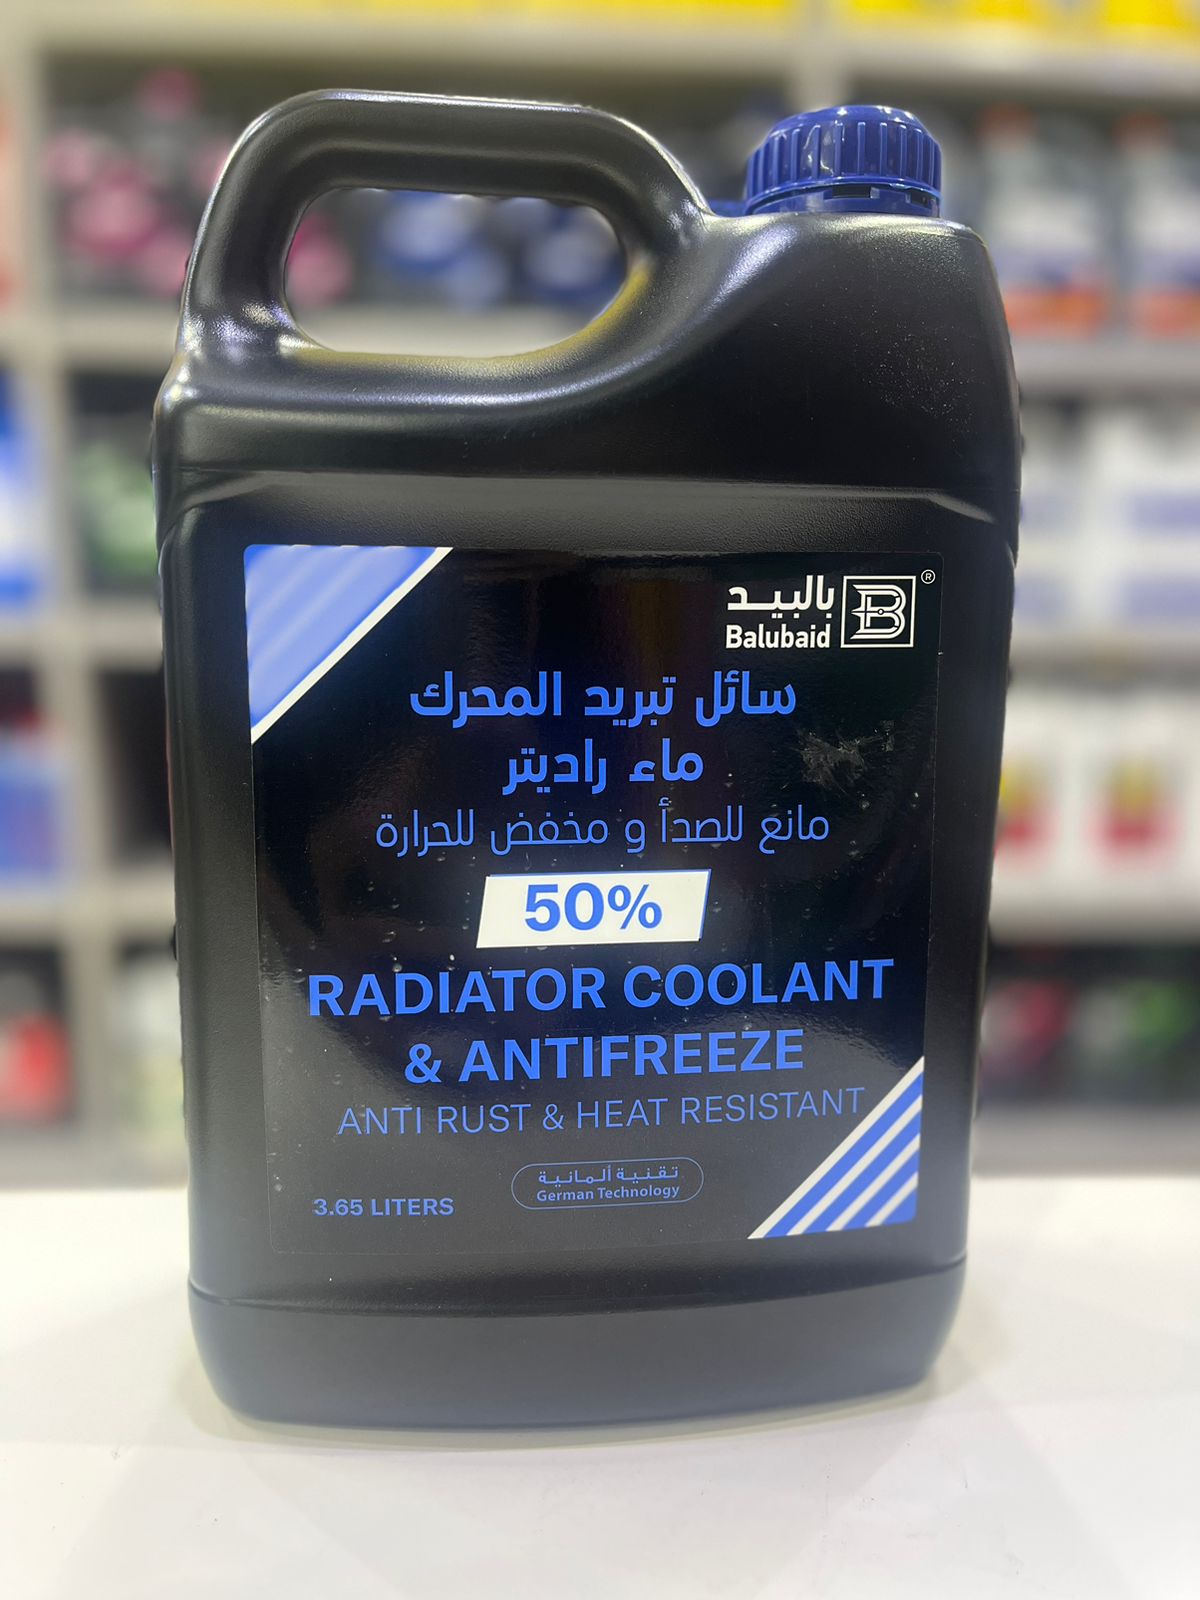 بالبيد
Balubaid
B ®
سائل تبريد المحرك
ماء راديتر
مانع للصدأ و مخفض للحرارة
50%
RADIATOR COOLANT
& ANTIFREEZE
ANTI RUST & HEAT RESISTANT
تقنية ألمانية
German Technology
3.65 LITERS